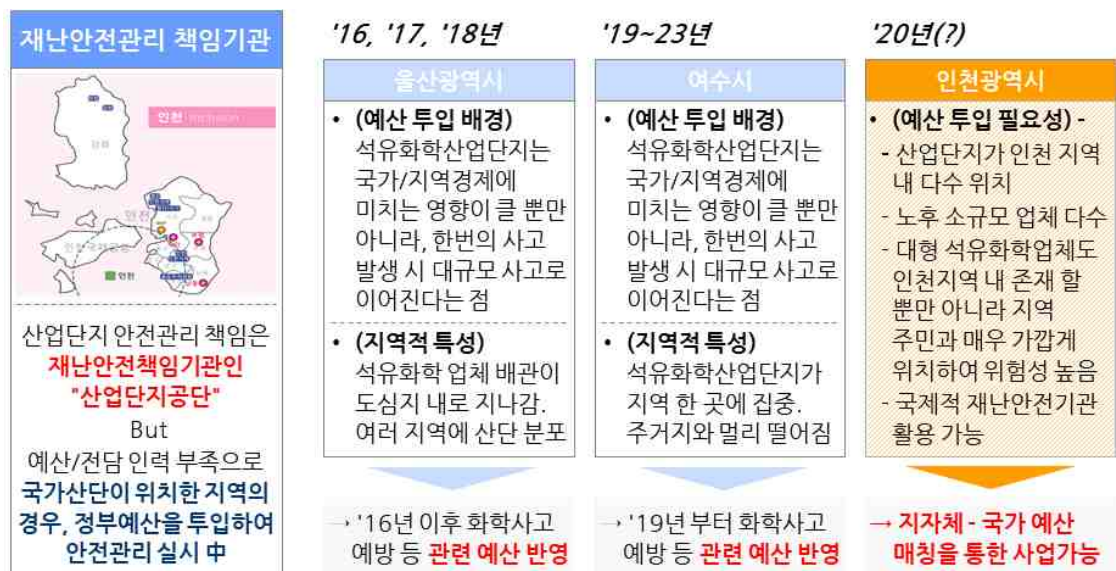 재난안전관리 책임기관
인천
인천
인천
산업단지 안전관리 책임은
재난안전책임기관인
"산업단지공단"
But
예산/전담 인력 부족으로
국가산단이 위치한 지역의
경우, 정부예산을 투입하여
안전관리 실시 中
'16, '17, '18년
울산광역시
• (예산 투입 배경)
석유화학산업단지는
국가/지역경제에
미치는 영향이 클 뿐만
아니라, 한번의 사고
발생 시 대규모 사고로
이어진다는 점
• (지역적 특성)
석유화학 업체 배관이
도심지 내로 지나감.
여러 지역에 산단 분포
→ '16년 이후 화학사고
예방 등 관련 예산 반영
'19~23년
여수시
• (예산 투입 배경)
석유화학산업단지는
국가/지역경제에
미치는 영향이 클 뿐만
아니라, 한번의 사고
발생 시 대규모 사고로
이어진다는 점
• (지역적 특성)
석유화학산업단지가
지역 한 곳에 집중.
주거지와 멀리 떨어짐
→ '19년 부터 화학사고
예방 등 관련 예산 반영
'20년(?)
인천광역시
• (예산 투입 필요성) -
- 산업단지가 인천 지역
내 다수 위치
- 노후 소규모 업체 다수
- 대형 석유화학업체도
인천지역 내 존재 할
뿐만 아니라 지역
주민과 매우 가깝게
위치하여 위험성 높음
- 국제적 재난안전기관
활용 가능
→ 지자체 - 국가 예산
매칭을 통한 사업가능